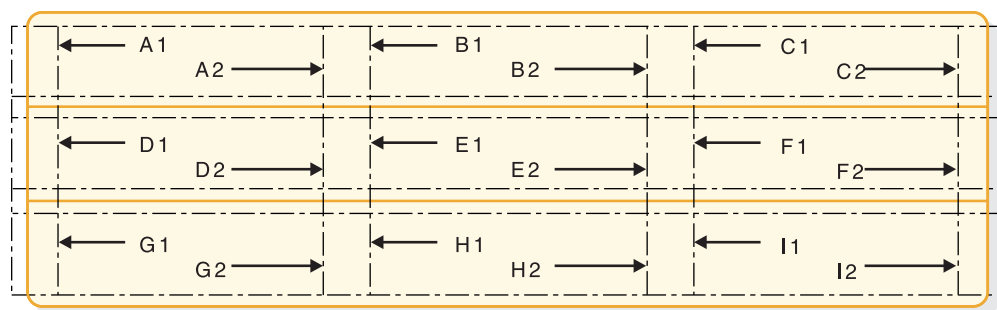 A1 B1 C1
A2 B2 C2
D1 E1 F1
D2 E2 F2
G1 H1 I1
G2 H2 I2